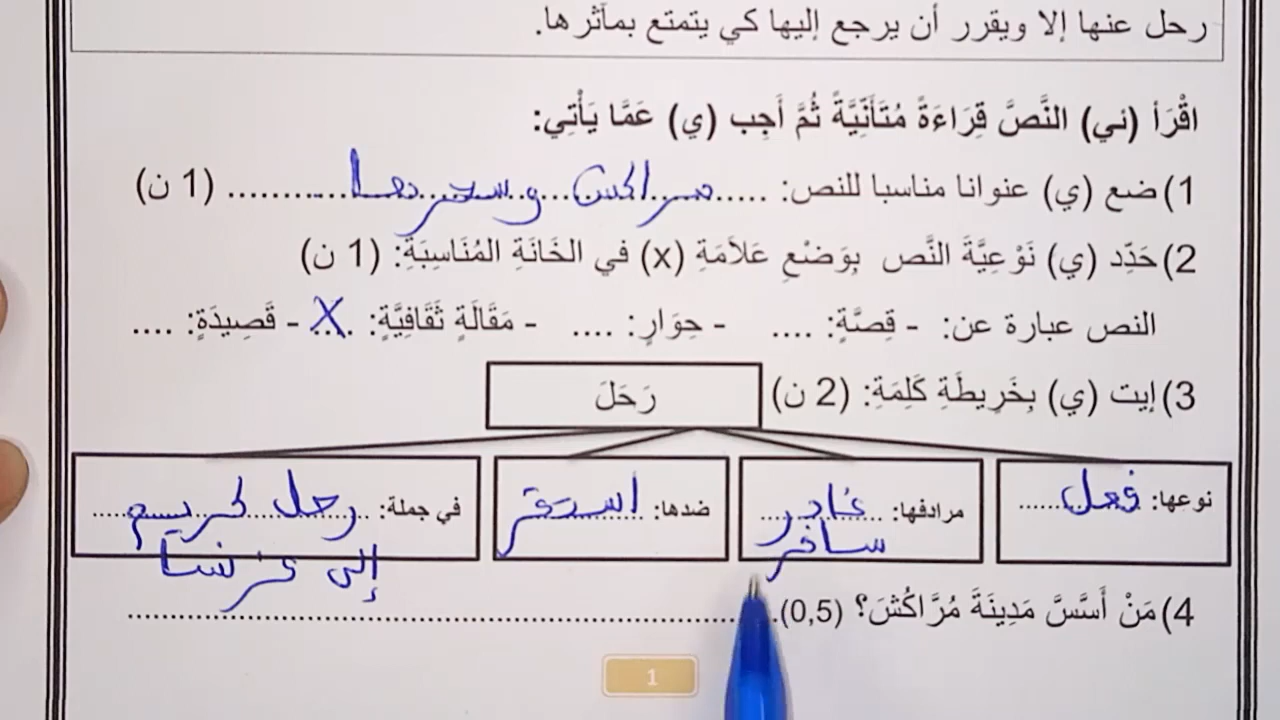 رحل عنها إلا ويقرر أن يرجع إليها كي يتمتع بمآثرها.
اقْرَأ (ئي) النَّصَّ قِرَاءَةً مُتَأَنِّيَّةً ثُمَّ أَجِب (ي) عَمَّا يَأْتِي:
1) ضع (ي) عنوانا مناسبا للنص: ..... مراكش وسحرها ............ (1 ن)
2) حَدِّد (ي) نَوْعِيَّةَ النَّص بِوَضْعِ عَلاَمَةِ (x) في الخَانَةِ المُنَاسِبَةِ: (1 ن)
النص عبارة عن: - قِصَّةٍ: .... - حِوَارٍ: .... - مَقَالَةٍ ثَقَافِيَّةٍ: X - قَصِيدَةٍ: ....
3) إيت (ي) بِخَرِيطَةِ كَلِمَةِ: (2 ن) رَحَلَ
نوعها: فعل ...... مرادفها: غادر ضدها: استقر في جملة: رحل كريم
سافر إلى فرنسا
4) مَنْ أَسَّسَ مَدِينَةَ مُرَّاكُشَ؟ (0,5) ............................................................
1